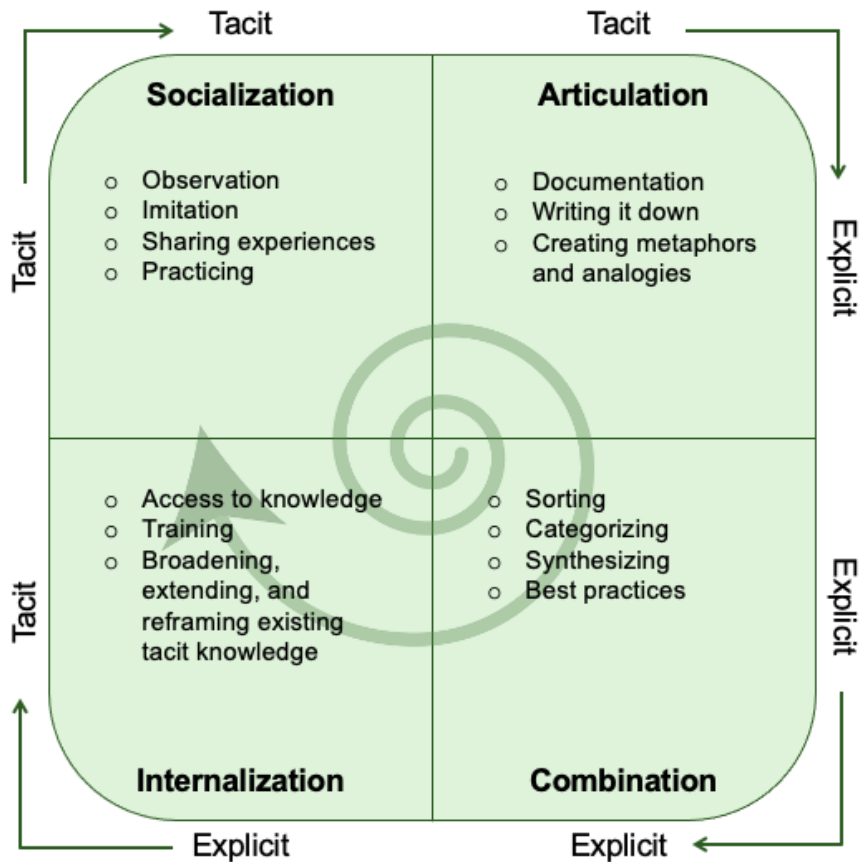 Tacit
Tacit
Socialization
Articulation
Observation
Imitation
Sharing experiences
Practicing
Documentation
Writing it down
Creating metaphors
and analogies
Tacit
Explicit
Access to knowledge
Training
Broadening,
extending, and
reframing existing
tacit knowledge
Sorting
Categorizing
Synthesizing
Best practices
Tacit
Explicit
Internalization
Combination
Explicit
Explicit